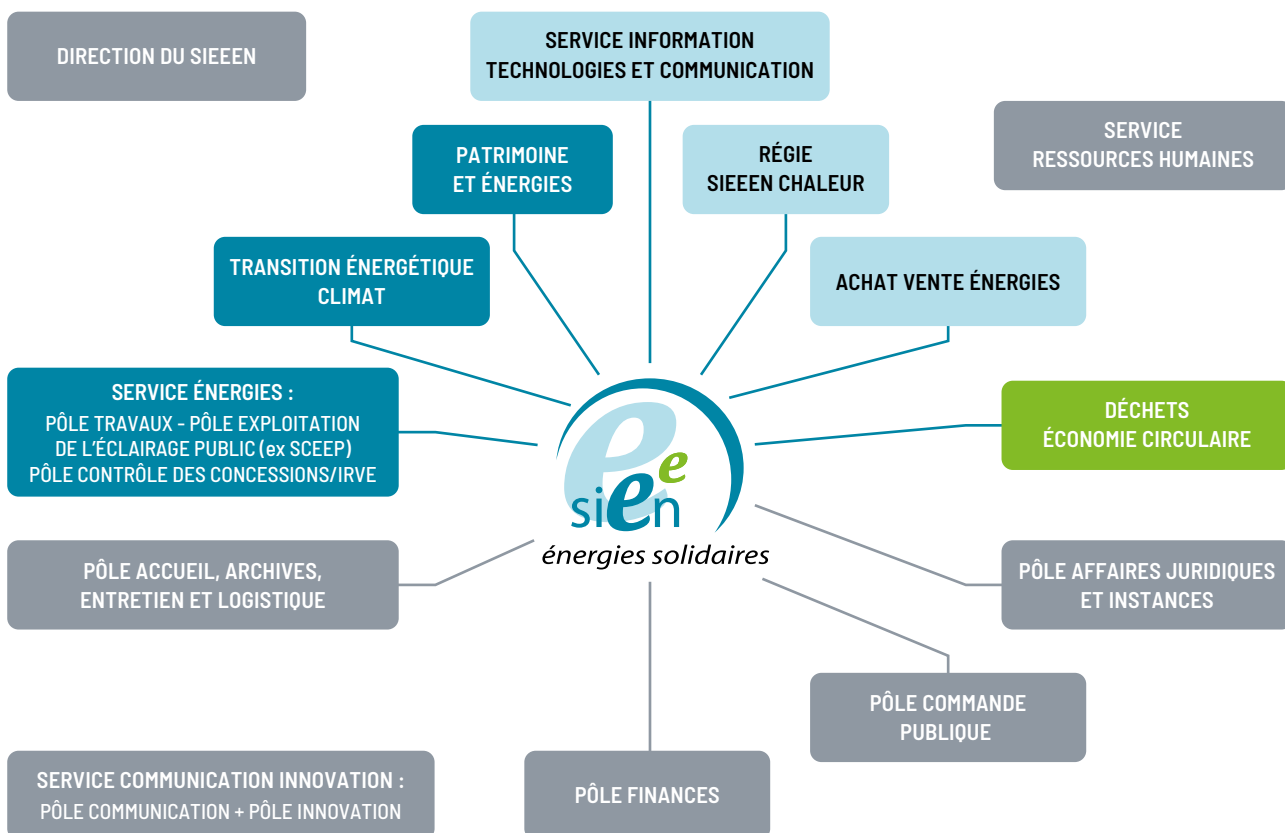 DIRECTION DU SIEEEN
SERVICE INFORMATION
TECHNOLOGIES ET COMMUNICATION
SERVICE
RESSOURCES HUMAINES
PATRIMOINE
ET ÉNERGIES
RÉGIE
SIEEEN CHALEUR
TRANSITION ÉNERGÉTIQUE
CLIMAT
ACHAT VENTE ÉNERGIES
SERVICE ÉNERGIES :
PÔLE TRAVAUX - PÔLE EXPLOITATION
DE L'ÉCLAIRAGE PUBLIC (ex SCEEP)
PÔLE CONTRÔLE DES CONCESSIONS/IRVE
DÉCHETS
ÉCONOMIE CIRCULAIRE
sieeen
énergies solidaires
PÔLE ACCUEIL, ARCHIVES,
ENTRETIEN ET LOGISTIQUE
PÔLE AFFAIRES JURIDIQUES
ET INSTANCES
PÔLE COMMANDE
PUBLIQUE
SERVICE COMMUNICATION INNOVATION :
PÔLE COMMUNICATION + PÔLE INNOVATION
PÔLE FINANCES